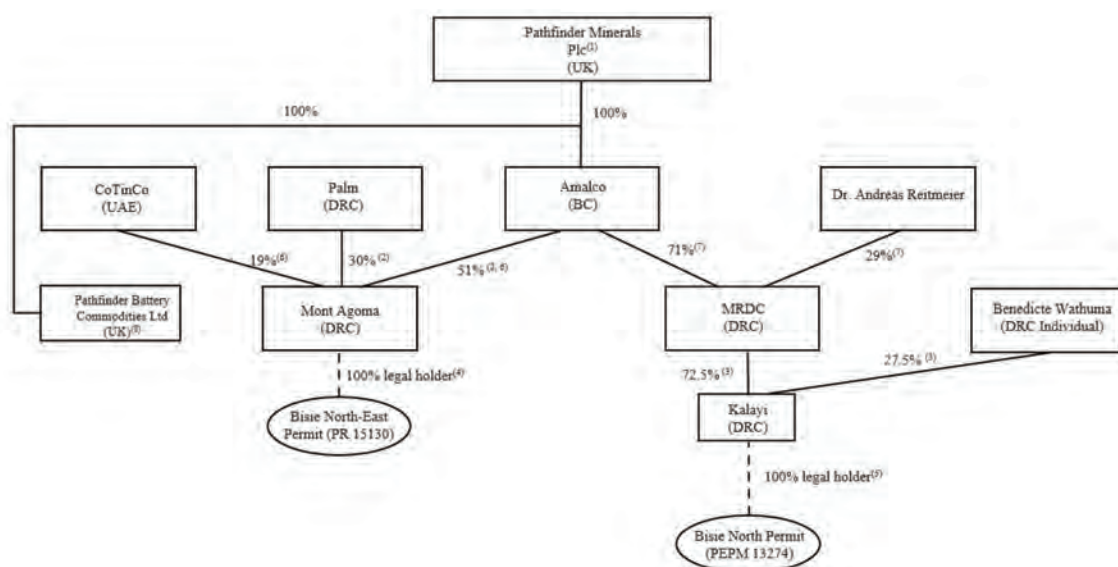 Pathfinder Minerals
Plc(1)
(UK)
100%
100%
CoTinCo
(UAE)
Palm
(DRC)
Amalco
(BC)
Dr. Andreas Reitmeier
19%(6)
30% (2)
51% (2, 6)
71%(7)
29%(7)
Pathfinder Battery
Commodities Ltd
(UK)(8)
Mont Agoma
(DRC)
MRDC
(DRC)
Benedicte Wathuma
(DRC Individual)
100% legal holder(4)
72.5% (3)
27.5% (3)
Bisie North-East
Permit (PR 15130)
Kalayi
(DRC)
100% legal holder(5)
Bisie North Permit
(PEPM 13274)